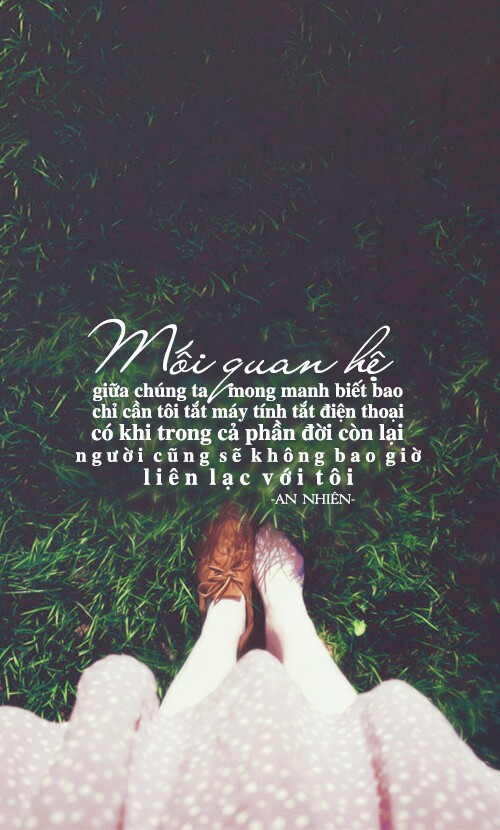 Mối quan hệ
giữa chúng ta mong manh biết bao
chỉ cần tôi tắt máy tính tắt điện thoại
có khi trong cả phần đời còn lại
người cũng sẽ không bao giờ
liên lạc với tôi
-AN NHIÊN-